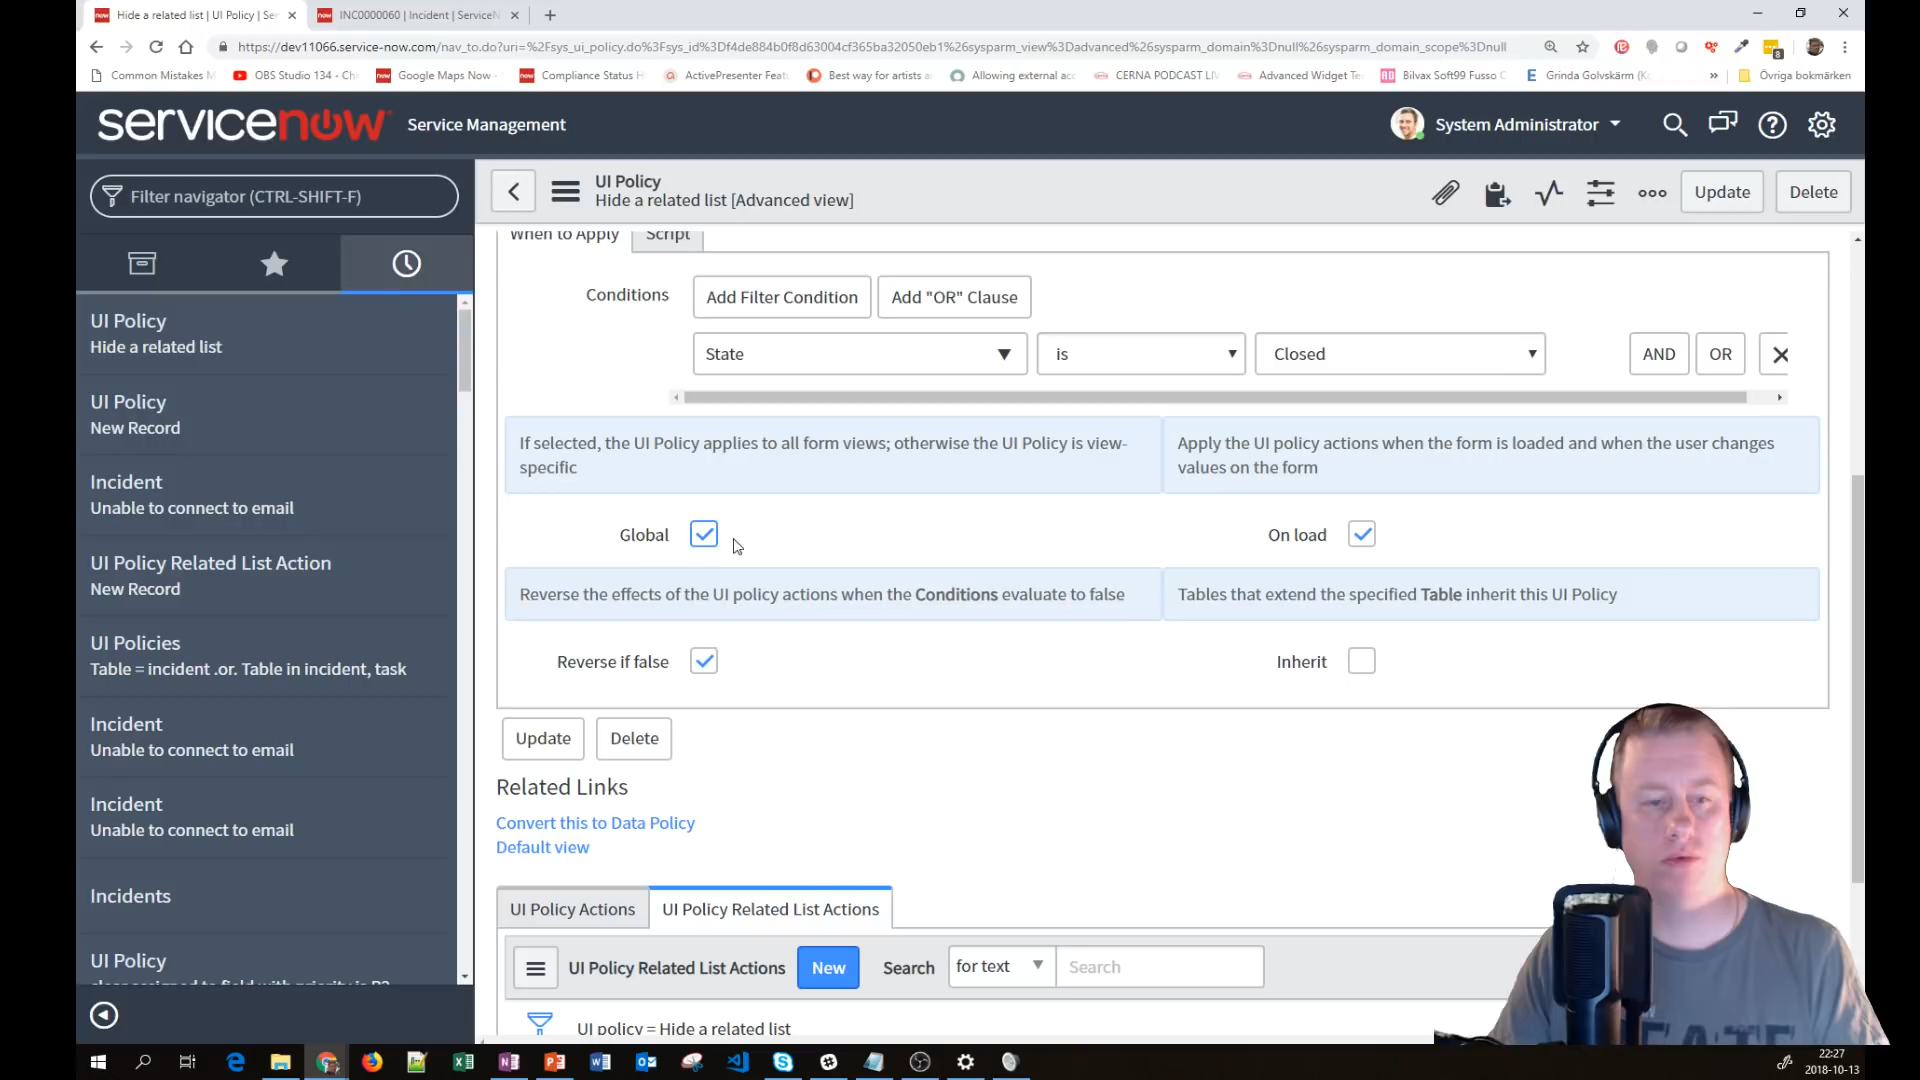 Hide a related list | UI Policy | Ser
INC0000060 | Incident | ServiceN
https://dev11066.service-now.com/nav_to.do?uri=%2Fsys_ui_policy.do%3Fsys_id%3Df4de884b0f8d63004cf365ba32050eb1%26sysparm_view%3Dadvanced%26sysparm_domain%3Dnull%26sysparm_domain_scope%3Dnull
Common Mistakes
OBS Studio 134 - Chr
Google Maps Now -
Compliance Status H
ActivePresenter Feat
Best way for artists
Allowing external acc
CERNA PODCAST LIV
Advanced Widget Te
Bilvax Soft99 Fusso C
Grinda Golvskärm (K
»
Övriga bokmärken
servicenow
Service Management
System Administrator
Filter navigator (CTRL-SHIFT-F)
UI Policy
Hide a related list [Advanced view]
Update
Delete
UI Policy
Hide a related list
UI Policy
New Record
Incident
Unable to connect to email
UI Policy Related List Action
New Record
UI Policies
Table = incident .or. Table in incident, task
Incident
Unable to connect to email
Incident
Unable to connect to email
Incidents
UI Policy
When to Apply
Script
Conditions
Add Filter Condition
Add "OR" Clause
State
is
Closed
AND
OR
If selected, the UI Policy applies to all form views; otherwise the UI Policy is view-
specific
Apply the UI policy actions when the form is loaded and when the user changes
values on the form
Global
On load
Reverse the effects of the UI policy actions when the Conditions evaluate to false
Tables that extend the specified Table inherit this UI Policy
Reverse if false
Inherit
Update
Delete
Related Links
Convert this to Data Policy
Default view
UI Policy Actions
UI Policy Related List Actions
UI Policy Related List Actions
New
Search
for text
Search
UI policy = Hide a related list
22:27
2018-10-13